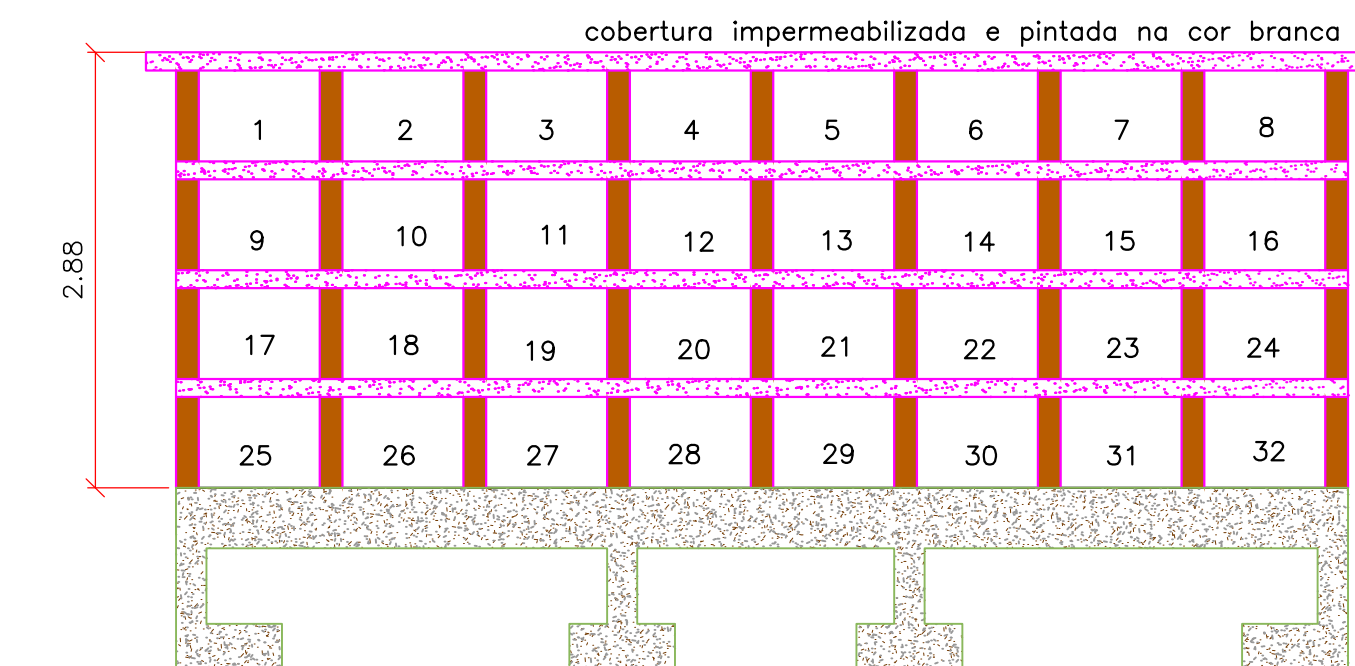 cobertura impermeabilizada e pintada na cor branca
1 2 3 4 5 6 7 8
9 10 11 12 13 14 15 16
2.88
17 18 19 20 21 22 23 24
25 26 27 28 29 30 31 32